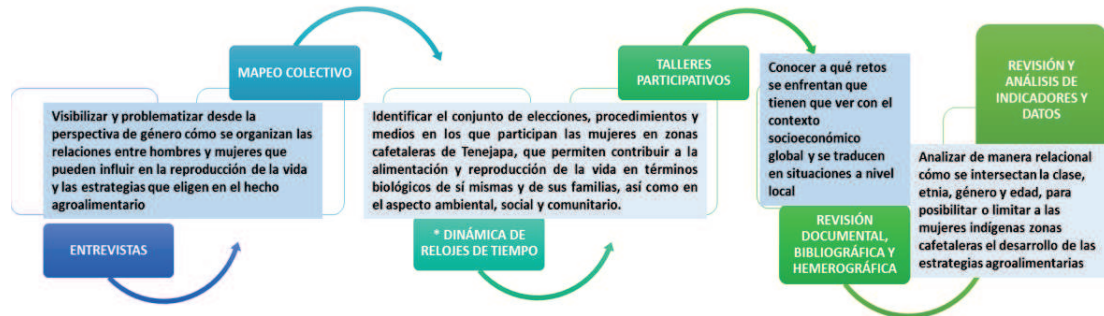 MAPEO COLECTIVO
Visibilizar y problematizar desde la
perspectiva de género cómo se organizan las
relaciones entre hombres y mujeres que
pueden influir en la reproducción de la vida
y las estrategias que eligen en el hecho
agroalimentario
ENTREVISTAS
TALLERES
PARTICIPATIVOS
Identificar el conjunto de elecciones, procedimientos y
medios en los que participan las mujeres en zonas
cafetaleras de Tenejapa, que permiten contribuir a la
alimentación y reproducción de la vida en términos
biológicos de sí mismas y de sus familias, así como en
el aspecto ambiental, social y comunitario.
* DINÁMICA DE
RELOJES DE TIEMPO
Conocer a qué retos
se enfrentan que
tienen que ver con el
contexto
socioeconómico
global y se traducen
en situaciones a nivel
local
REVISIÓN
DOCUMENTAL,
BIBLIOGRÁFICA Y
HEMEROGRÁFICA
REVISIÓN Y
ANÁLISIS DE
INDICADORES Y
DATOS
Analizar de manera relacional
cómo se intersectan la clase,
etnia, género y edad, para
posibilitar o limitar a las
mujeres indígenas zonas
cafetaleras el desarrollo de las
estrategias agroalimentarias